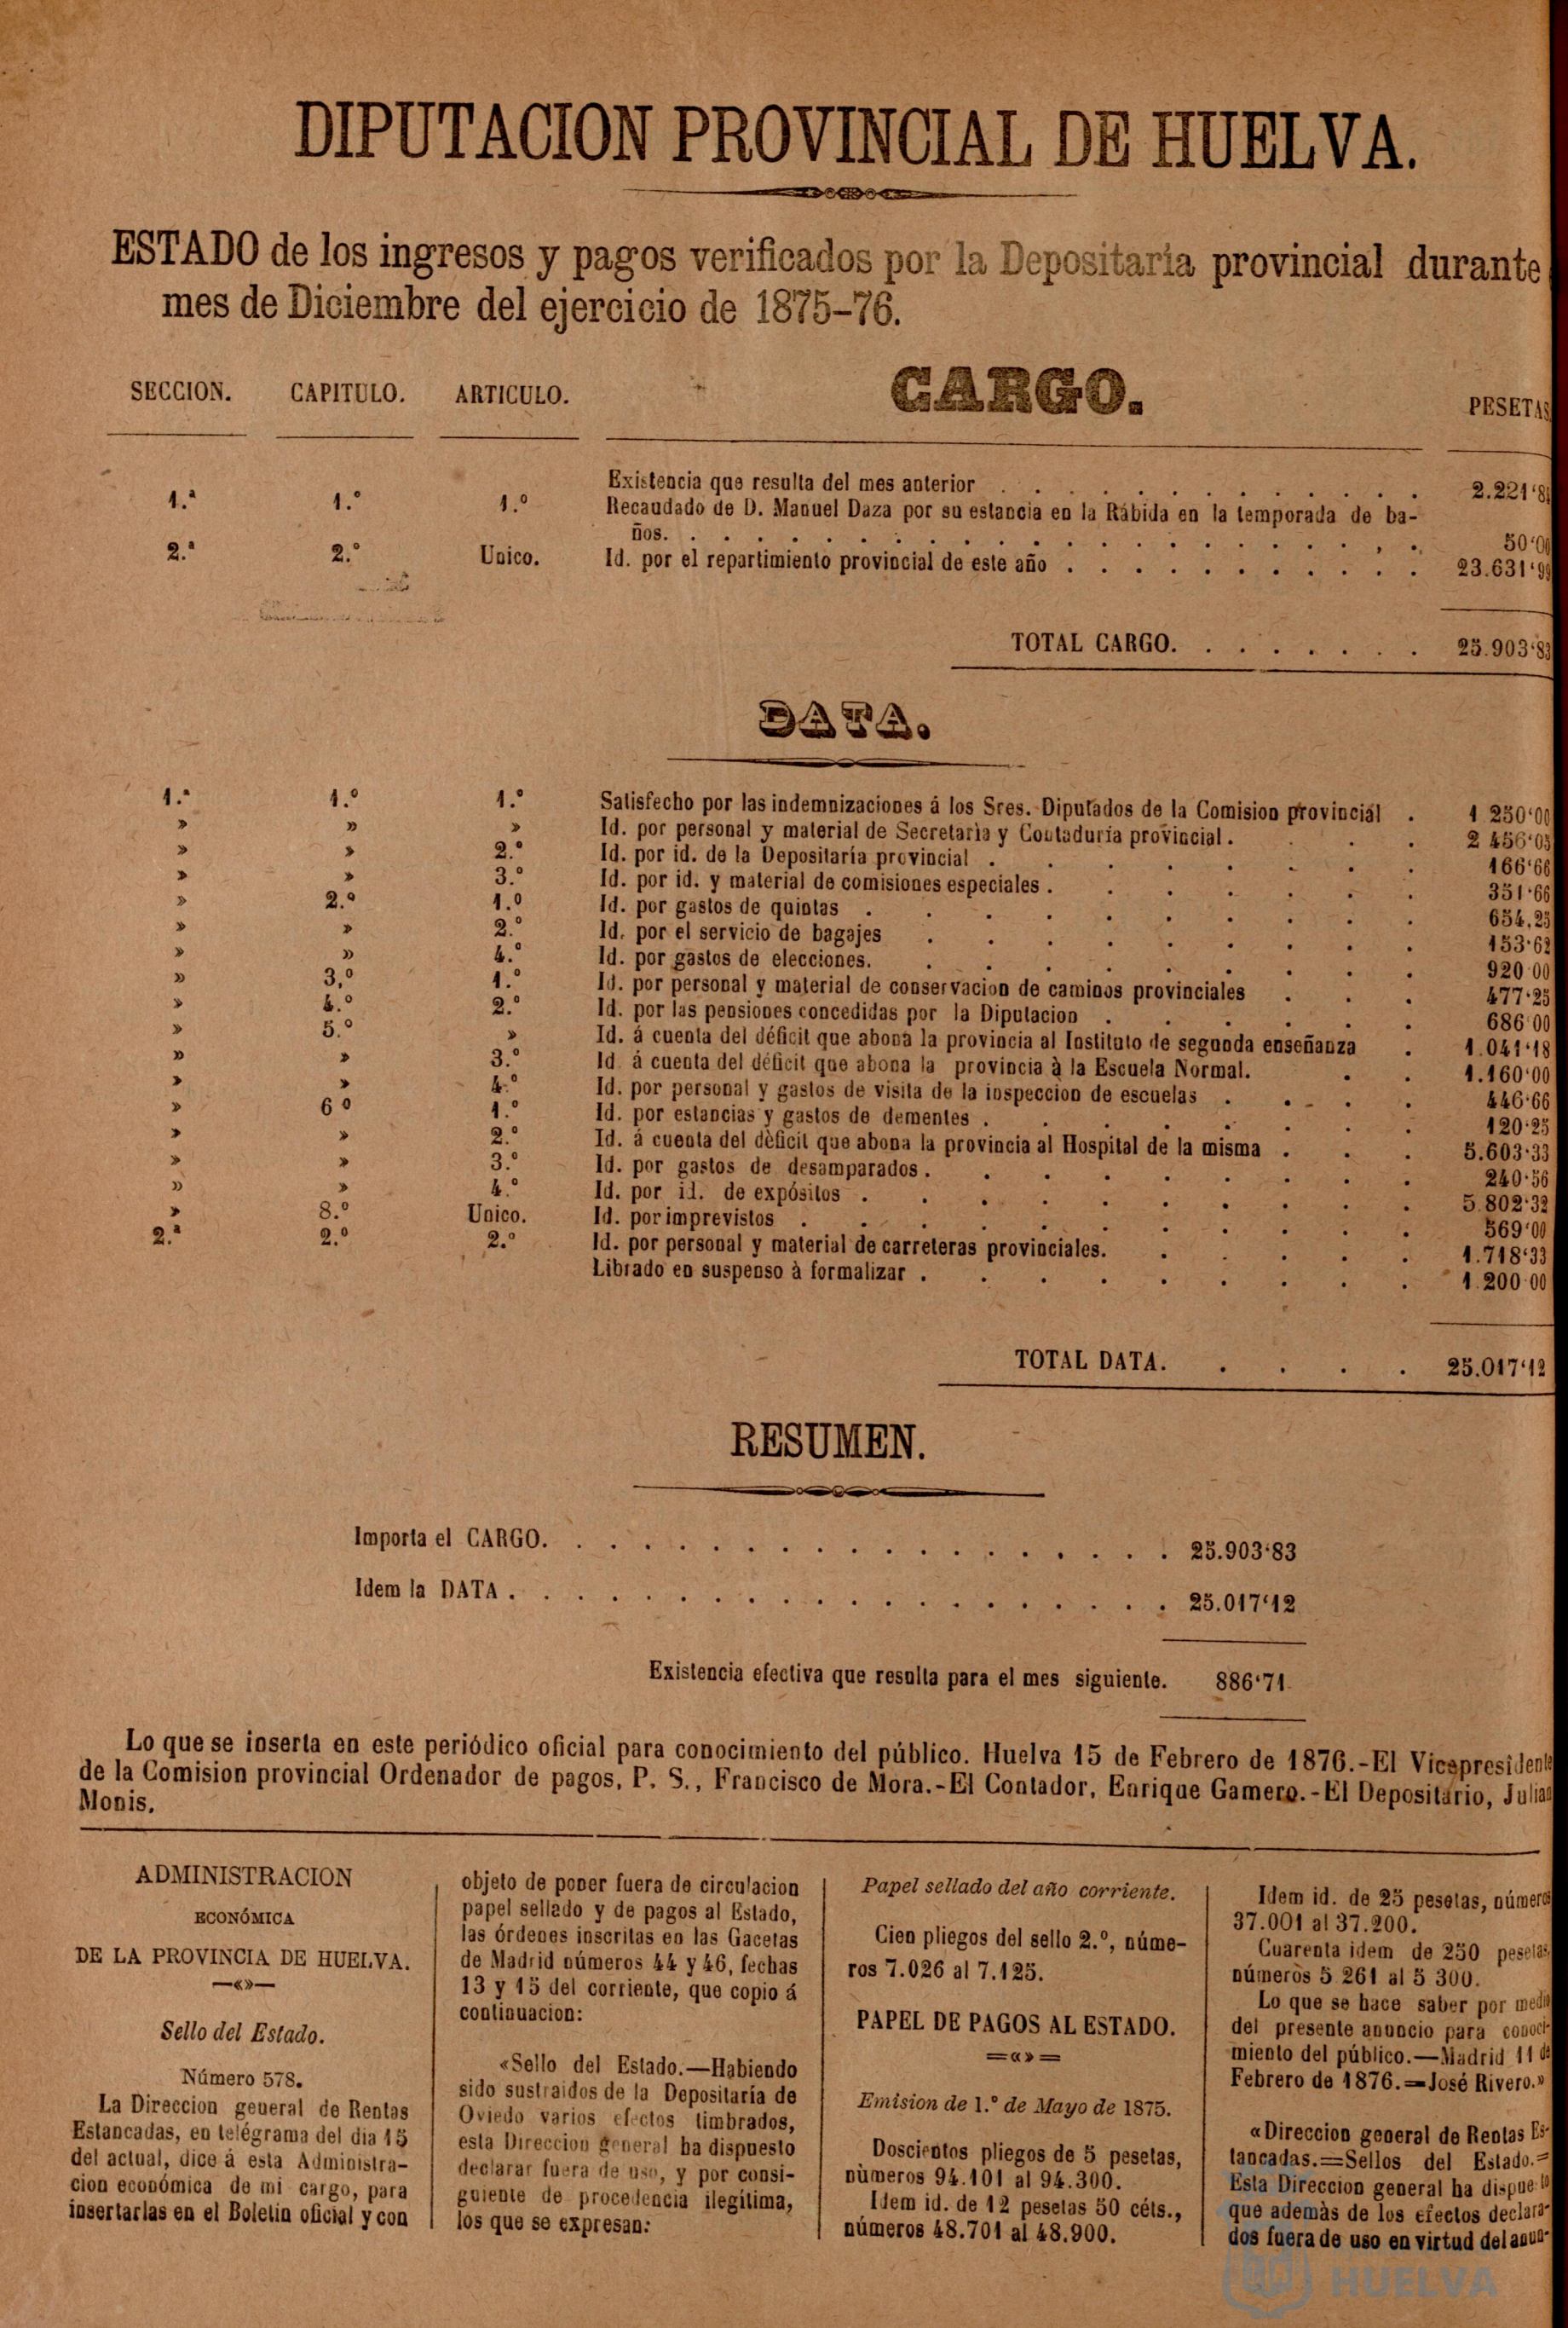 DIPUTACION PROVINCIAL DE HUELVA.
ESTADO de los ingresos y pagos verificados por la Depositaría provincial durante
mes de Diciembre del ejercicio de 1875-76.
SECCION. CAPITULO. ARTICULO. CARGO. PESETAS
1.ª 1.º 1.º Existencia que resulta del mes anterior . . . . . . . . . . . . . 2.221‘84
Recaudado de D. Manuel Daza por su estancia en la Rábida en la temporada de ba-
ños. . . . . . . . . . . . . . . . . . . . . . . . 50‘00
2.ª 2.º Unico. Id. por el repartimiento provincial de este año . . . . . . . . . . . 23.631‘99
TOTAL CARGO. . . . . . . . 25.903‘83
DATA.
1.ª 1.º 1.º Satisfecho por las indemnizaciones á los Sres. Diputados de la Comision provincial . 1 250‘00
» » » Id. por personal y material de Secretaria y Contaduría provincial . . . . 2 456‘05
» » 2.º Id. por id. de la Depositaría provincial . . . . . . . . 166‘66
» » 3.º Id. por id. y material de comisiones especiales . . . . . . . 351‘66
» 2.º 1.º Id. por gastos de quintas . . . . . . . . . . 654,25
» » 2.º Id. por el servicio de bagajes . . . . . . . . . 153‘62
» » 4.º Id. por gastos de elecciones. . . . . . . . . . 920 00
» 3,º 1.º Id. por personal y material de conservacion de caminos provinciales . . . 477‘25
» 4.º 2.º Id. por las pensiones concedidas por la Diputacion . . . . . . 686 00
» 5.º » Id. á cuenta del déficit que abona la provincia al Instituto de segunda enseñanza . 1.041‘18
» » 3.º Id á cuenta del déficit que abona la provincia à la Escuela Normal. . . 1.160‘00
» » 4.º Id. por personal y gastos de visita de la inspeccion de escuelas . . . . 446‘66
» 6 º 1.º Id. por estancias y gastos de dementes . . . . . . . . 120‘25
» » 2.º Id. á cuenta del dèficit que abona la provincia al Hospital de la misma . . . 5.603‘33
» » 3.º Id. por gastos de desamparados . . . . . . . . . 240‘56
» » 4.º Id. por id. de expósitos . . . . . . . . . . 5 802‘32
» 8.º Unico. Id. por imprevistos . . . . . . . . . . . 569‘00
2.ª 2.º 2.º Id. por personal y material de carreteras provinciales. . . . . . 1.718‘33
Librado en suspenso à formalizar . . . . . . . . . 1 200 00
TOTAL DATA. . . . . 25.017‘12
RESUMEN.
Importa el CARGO. . . . . . . . . . . . . . . . . . . 25.903‘83
Idem la DATA . . . . . . . . . . . . . . . . . . . . 25.017‘12
Existencia efectiva que resulta para el mes siguiente. 886‘71
Lo que se inserta en este periódico oficial para conocimiento del público. Huelva 15 de Febrero de 1876.-El Vicepresidente
de la Comision provincial Ordenador de pagos, P. S., Francisco de Mora.-El Contador, Enrique Gamero.-El Depositario, Julian
Monis.
ADMINISTRACION
ECONÓMICA
DE LA PROVINCIA DE HUELVA.
—«»—
Sello del Estado.
Número 578.
La Direccion general de Rentas
Estancadas, en telégrama del dia 15
del actual, dice á esta Administra-
cion económica de mi cargo, para
insertarlas en el Boletin oficial y con
objeto de poner fuera de circulacion
papel sellado y de pagos al Estado,
las órdenes inscritas en las Gacetas
de Madrid números 44 y 46, fechas
13 y 15 del corriente, que copio á
continuacion:
«Sello del Estado.—Habiendo
sido sustraidos de la Depositaría de
Oviedo varios efectos timbrados,
esta Direccion general ha dispuesto
declarar fuera de uso, y por consi-
guiente de procedencia ilegítima,
los que se expresan:
Papel sellado del año corriente.
Cien pliegos del sello 2.º, núme-
ros 7.026 al 7.125.
PAPEL DE PAGOS AL ESTADO.
=«»=
Emision de 1.º de Mayo de 1875.
Doscientos pliegos de 5 pesetas,
nùmeros 94.101 al 94.300.
Idem id. de 12 pesetas 50 céts.,
números 48.701 al 48.900.
Idem id. de 25 pesetas, números
37.001 al 37.200.
Cuarenta idem de 250 pesetas,
númeròs 5 261 al 5 300.
Lo que se hace saber por medio
del presente anuncio para conoci-
miento del público.—Madrid 11 de
Febrero de 1876.=José Rivero.»
«Direccion general de Rentas Es-
tancadas.=Sellos del Estado.=
Esta Direccion general ha dispuesto
que ademàs de los efectos declara-
dos fuera de uso en virtud del anun-
HUELVA